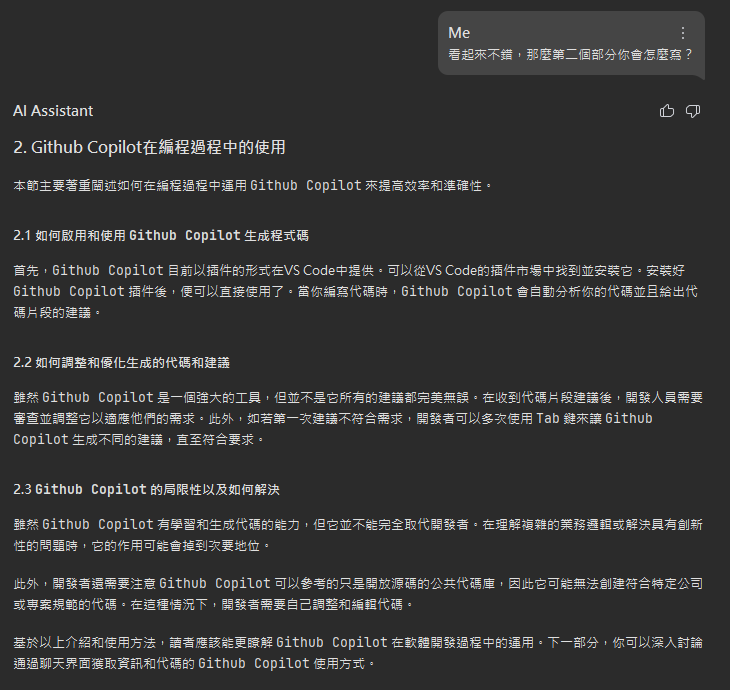 Me
看起來不錯，那麼第二個部分你會怎麼寫？
AI Assistant
2. Github Copilot在編程過程中的使用
本節主要著重闡述如何在編程過程中運用 Github Copilot 來提高效率和準確性。
2.1 如何啟用和使用 Github Copilot 生成程式碼
首先，Github Copilot 目前以插件的形式在VS Code中提供。可以從VS Code的插件市場中找到並安裝它。安裝好
Github Copilot 插件後，便可以直接使用了。當你編寫代碼時，Github Copilot 會自動分析你的代碼並且給出代
碼片段的建議。
2.2 如何調整和優化生成的代碼和建議
雖然 Github Copilot 是一個強大的工具，但並不是它所有的建議都完美無誤。在收到代碼片段建議後，開發人員需要
審查並調整它以適應他們的需求。此外，如若第一次建議不符合需求，開發者可以多次使用 Tab 鍵來讓 Github
Copilot 生成不同的建議，直至符合要求。
2.3 Github Copilot 的局限性以及如何解決
雖然 Github Copilot 有學習和生成代碼的能力，但它並不能完全取代開發者。在理解複雜的業務邏輯或解決具有創新
性的問題時，它的作用可能會掉到次要地位。
此外，開發者還需要注意 Github Copilot 可以參考的只是開放源碼的公共代碼庫，因此它可能無法創建符合特定公司
或專案規範的代碼。在這種情況下，開發者需要自己調整和編輯代碼。
基於以上介紹和使用方法，讀者應該能更瞭解 Github Copilot 在軟體開發過程中的運用。下一部分，你可以深入討論
通過聊天界面獲取資訊和代碼的 Github Copilot 使用方式。